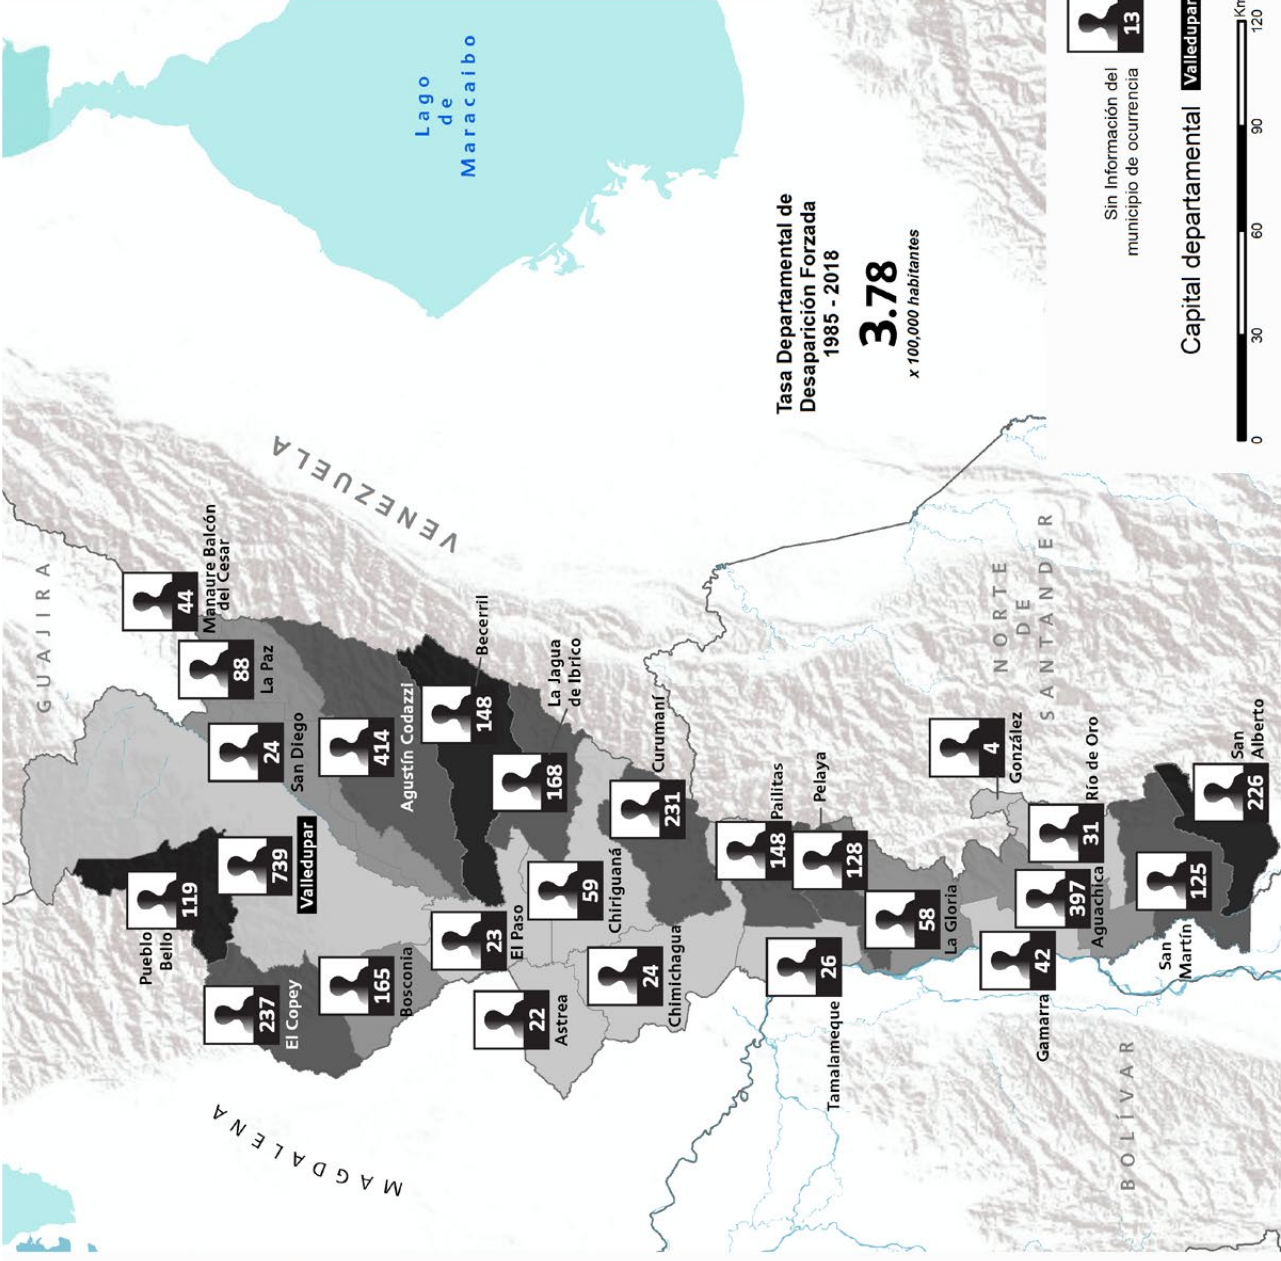 GUAJIRA
VENEZUELA
MAGDALENA
BOLÍVAR
NORTE
DE
SANTANDER
Lago
de
Maracaibo
44
Manaure Balcón
del Cesar
88
La Paz
24
San Diego
414
Agustín Codazzi
148
Becerril
168
La Jagua
de Ibrico
739
Valledupar
119
Pueblo
Bello
237
El Copey
165
Bosconia
23
El Paso
59
Chiriguaná
231
Curumaní
22
Astrea
24
Chimichagua
148
Pailitas
128
Pelaya
26
Tamalameque
58
La Gloria
4
González
31
Río de Oro
397
Aguachica
42
Gamarra
125
San
Martín
226
San
Alberto
Tasa Departamental de
Desaparición Forzada
1985 - 2018
3.78
x 100,000 habitantes
Sin Información del
municipio de ocurrencia
13
Capital departamental Valledupar
0 30 60 90 120
Km